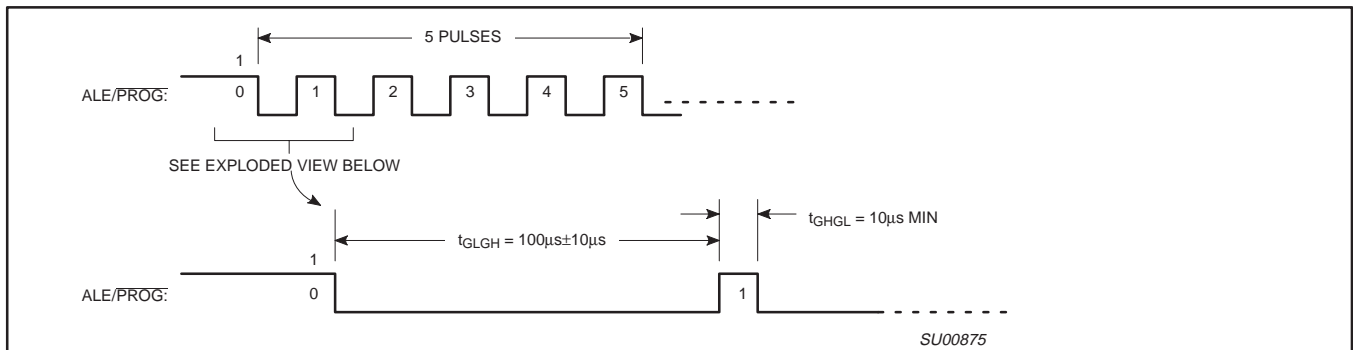 5 PULSES
1
ALE/PROG: 0 1 2 3 4 5
SEE EXPLODED VIEW BELOW
tGHGL = 10µs MIN
tGLGH = 100µs±10µs
1
ALE/PROG: 0 1
SU00875